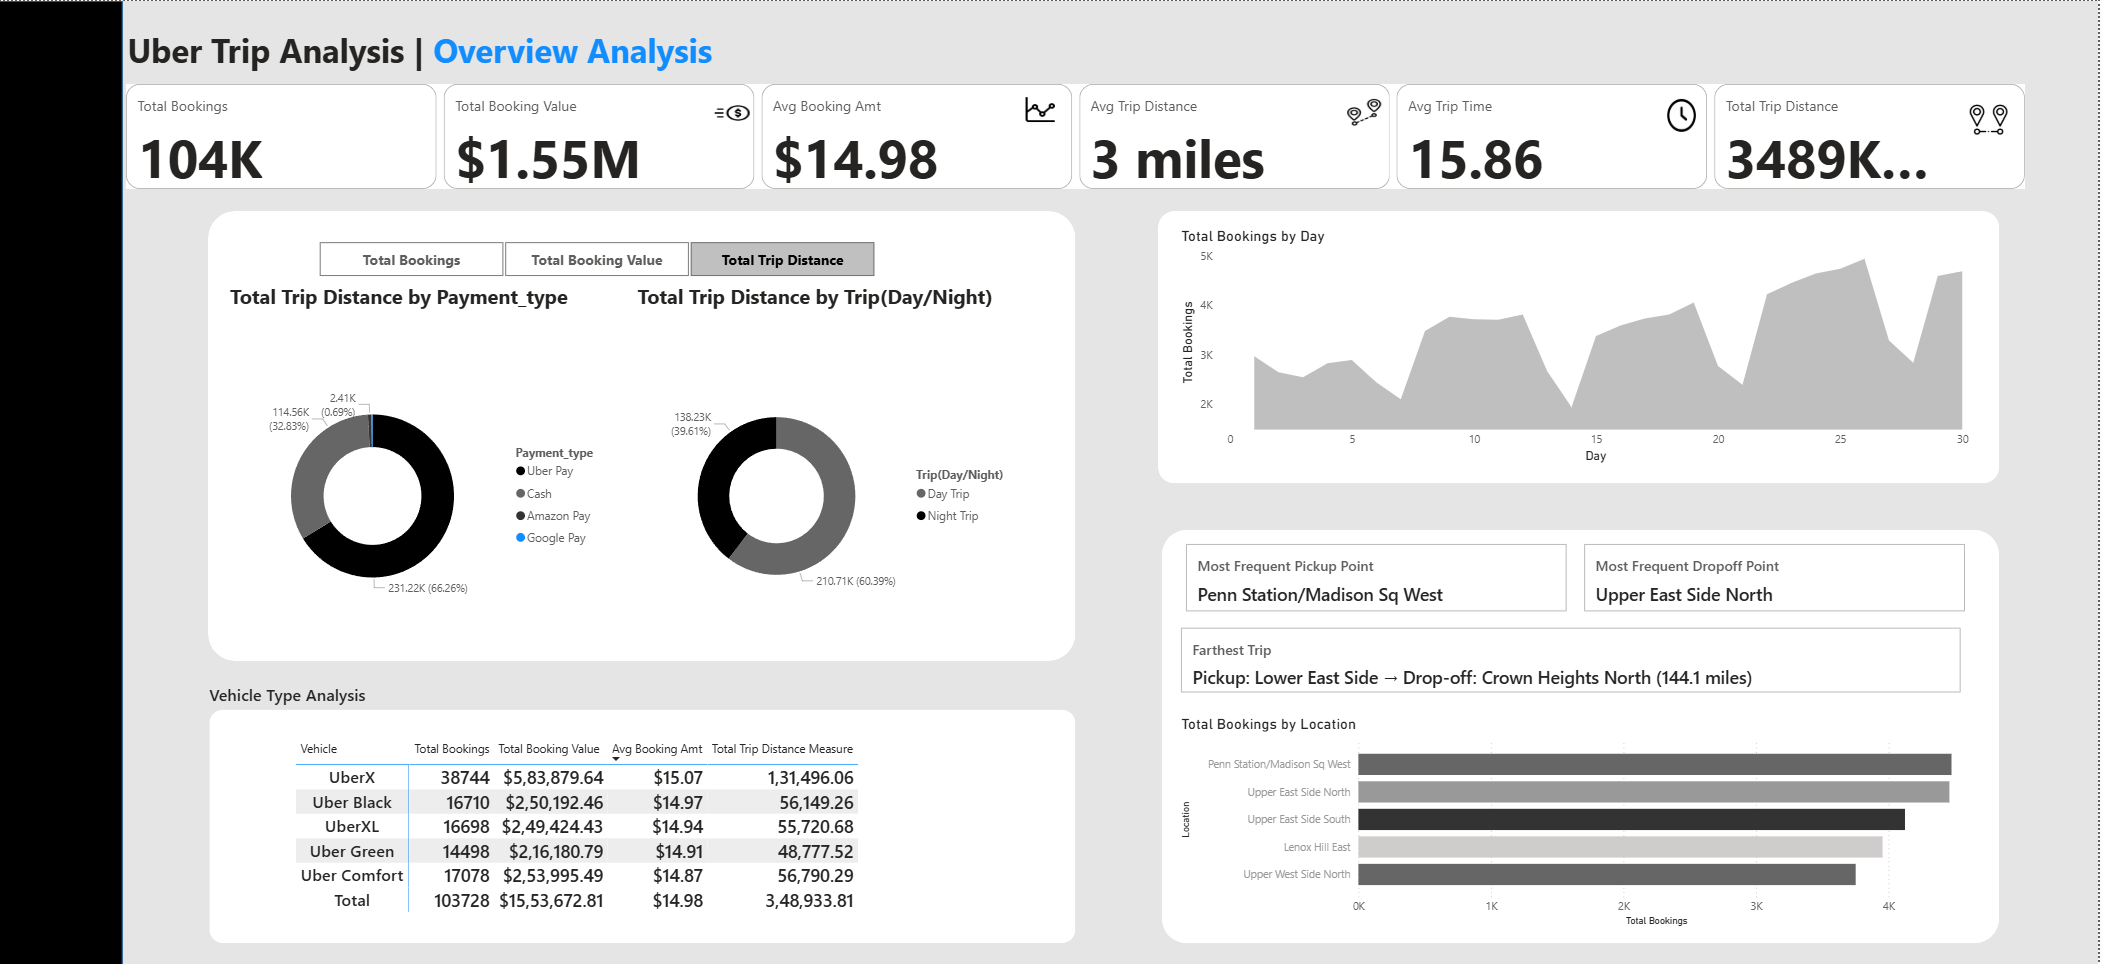 Uber Trip Analysis | Overview Analysis
Total Bookings
104K
Total Booking Value
$1.55M
Avg Booking Amt
$14.98
Avg Trip Distance
3 miles
Avg Trip Time
15.86
Total Trip Distance
3489K...
Total Bookings
Total Booking Value
Total Trip Distance
Total Trip Distance by Payment_type
2.41K
(0.69%)
114.56K
(32.83%)
231.22K (66.26%)
Payment_type
Uber Pay
Cash
Amazon Pay
Google Pay
Total Trip Distance by Trip(Day/Night)
138.23K
(39.61%)
210.71K (60.39%)
Trip(Day/Night)
Day Trip
Night Trip
Total Bookings by Day
Total Bookings
5K
4K
3K
2K
0 5 10 15 20 25 30
Day
Vehicle Type Analysis
Vehicle Total Bookings Total Booking Value Avg Booking Amt Total Trip Distance Measure
UberX 38744 $5,83,879.64 $15.07 1,31,496.06
Uber Black 16710 $2,50,192.46 $14.97 56,149.26
UberXL 16698 $2,49,424.43 $14.94 55,720.68
Uber Green 14498 $2,16,180.79 $14.91 48,777.52
Uber Comfort 17078 $2,53,995.49 $14.87 56,790.29
Total 103728 $15,53,672.81 $14.98 3,48,933.81
Most Frequent Pickup Point
Penn Station/Madison Sq West
Most Frequent Dropoff Point
Upper East Side North
Farthest Trip
Pickup: Lower East Side → Drop-off: Crown Heights North (144.1 miles)
Total Bookings by Location
Location
Penn Station/Madison Sq West
Upper East Side North
Upper East Side South
Lenox Hill East
Upper West Side North
0K 1K 2K 3K 4K
Total Bookings